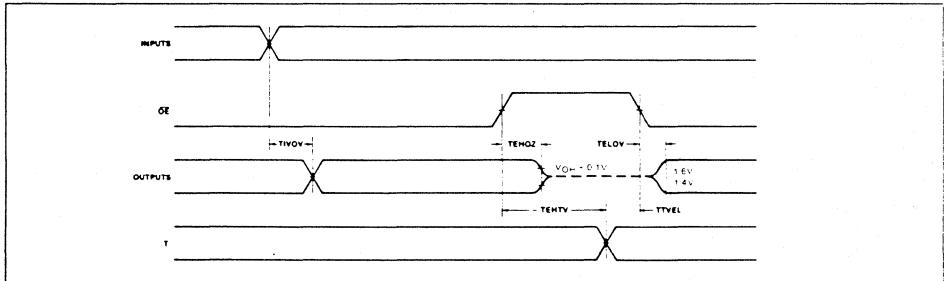 INPUTS
OE
TIVOV
TEHOZ
TELOV
OUTPUTS
VOH - 0.1V
1.6V
1.4V
TEHTV
TTVEL
T